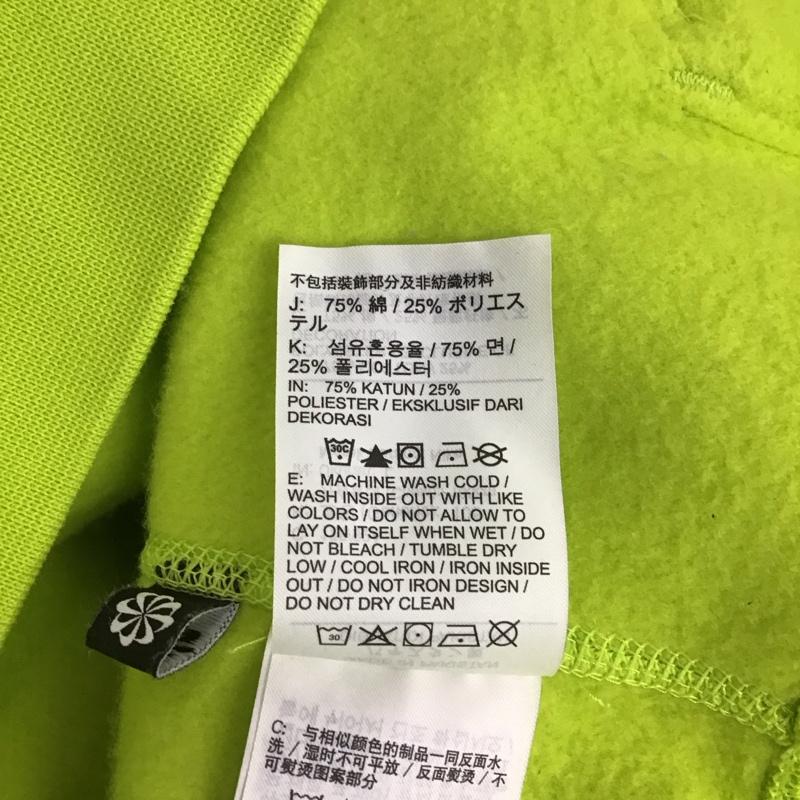 不包括裝飾部分及非紡織材料
J: 75% 綿 / 25% ポリエス
テル
K: 섬유혼용율 / 75% 면 /
25% 폴리에스터
IN: 75% KATUN / 25%
POLIESTER / EKSKLUSIF DARI
DEKORASI
30C
E: MACHINE WASH COLD /
WASH INSIDE OUT WITH LIKE
COLORS / DO NOT ALLOW TO
LAY ON ITSELF WHEN WET / DO
NOT BLEACH / TUMBLE DRY
LOW / COOL IRON / IRON INSIDE
OUT / DO NOT IRON DESIGN /
DO NOT DRY CLEAN
30
C: 与相似颜色的制品一同反面水
洗 / 湿时不可平放 / 反面熨烫 / 不
可熨烫图案部分